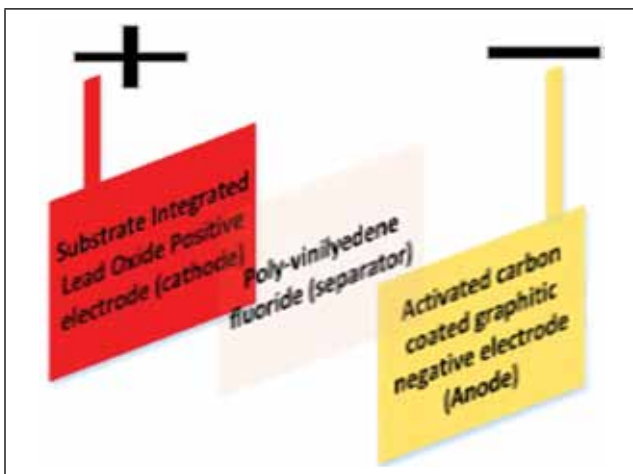 Substrate Integrated
Lead Oxide Positive
electrode (cathode)
Poly-vinilyedene
fluoride (separator)
Activated carbon
coated graphitic
negative electrode
(Anode)